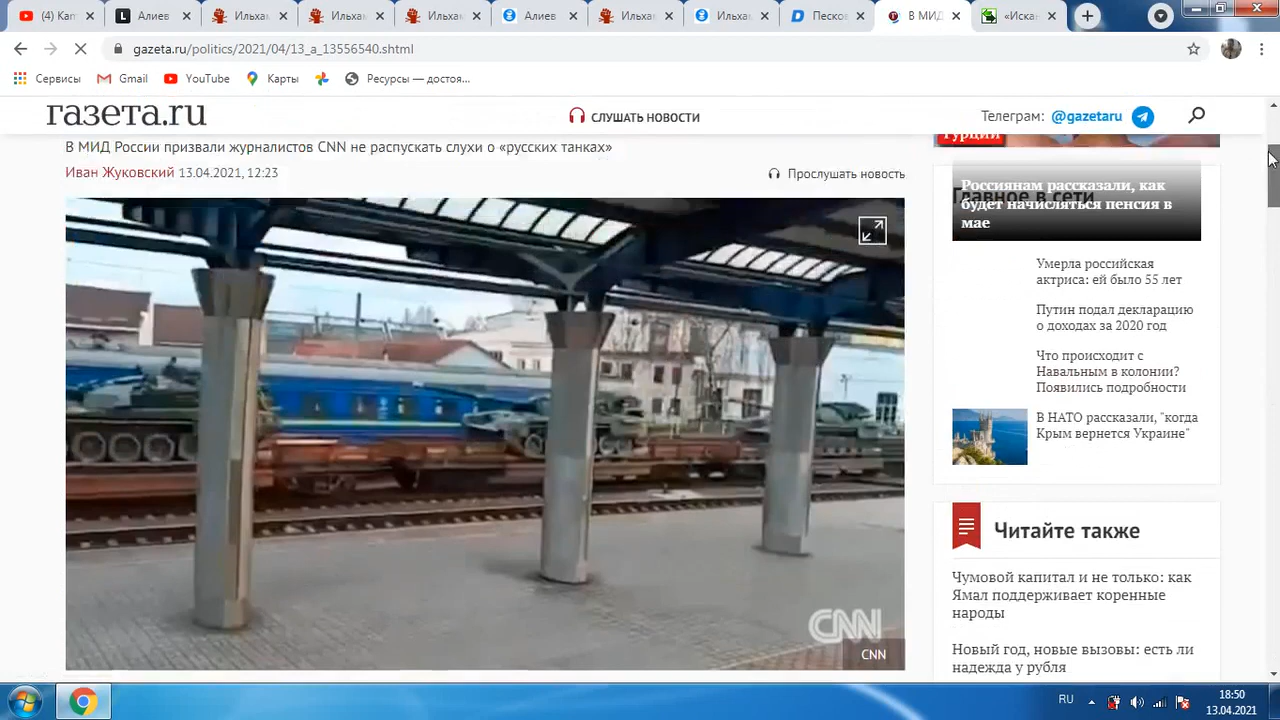 (4) Кап
Алиев
Ильха
Ильха
Ильха
Алиев
Ильха
Ильха
Песко
В МИД
«Иска
gazeta.ru/politics/2021/04/13_a_13556540.shtml
Сервисы
Gmail
YouTube
Карты
Ресурсы — достоя...
газета.ru
СЛУШАТЬ НОВОСТИ
Телеграм: @gazetaru
В МИД России призвали журналистов CNN не распускать слухи о «русских танках»
Иван Жуковский 13.04.2021, 12:23
Прослушать новость
CNN
CNN
Турции
Главное в сети
Россиянам рассказали, как
будет начисляться пенсия в
мае
Умерла российская
актриса: ей было 55 лет
Путин подал декларацию
о доходах за 2020 год
Что происходит с
Навальным в колонии?
Появились подробности
В НАТО рассказали, "когда
Крым вернется Украине"
Читайте также
Чумовой капитал и не только: как
Ямал поддерживает коренные
народы
Новый год, новые вызовы: есть ли
надежда у рубля
RU
18:50
13.04.2021